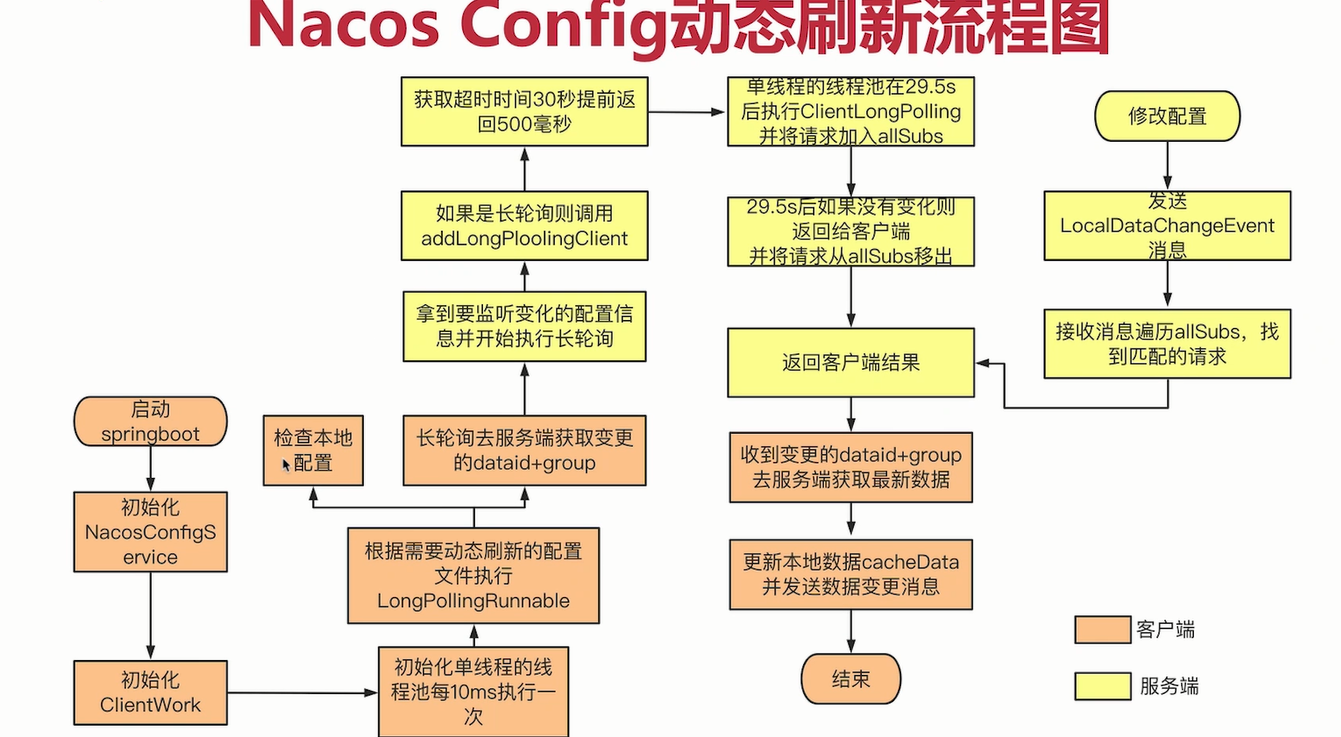 Nacos Config动态刷新流程图
启动
springboot
初始化
NacosConfigS
ervice
初始化
ClientWork
初始化单线程的线
程池每10ms执行一
次
根据需要动态刷新的配置
文件执行
LongPollingRunnable
检查本地
配置
长轮询去服务端获取变更
的dataid+group
拿到要监听变化的配置信
息并开始执行长轮询
如果是长轮询则调用
addLongPloolingClient
获取超时时间30秒提前返
回500毫秒
单线程的线程池在29.5s
后执行ClientLongPolling
并将请求加入allSubs
29.5s后如果没有变化则
返回给客户端
并将请求从allSubs移出
返回客户端结果
收到变更的dataid+group
去服务端获取最新数据
更新本地数据cacheData
并发送数据变更消息
结束
修改配置
发送
LocalDataChangeEvent
消息
接收消息遍历allSubs，找
到匹配的请求
客户端
服务端